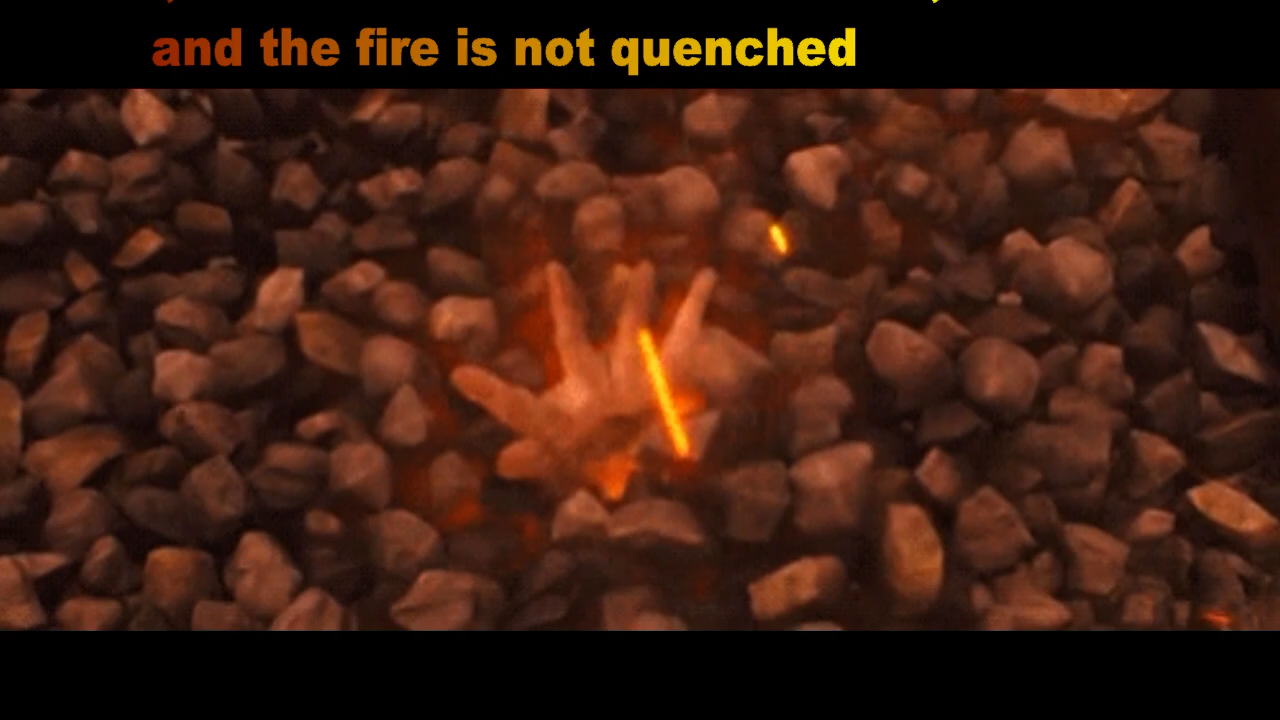 and the fire is not quenched